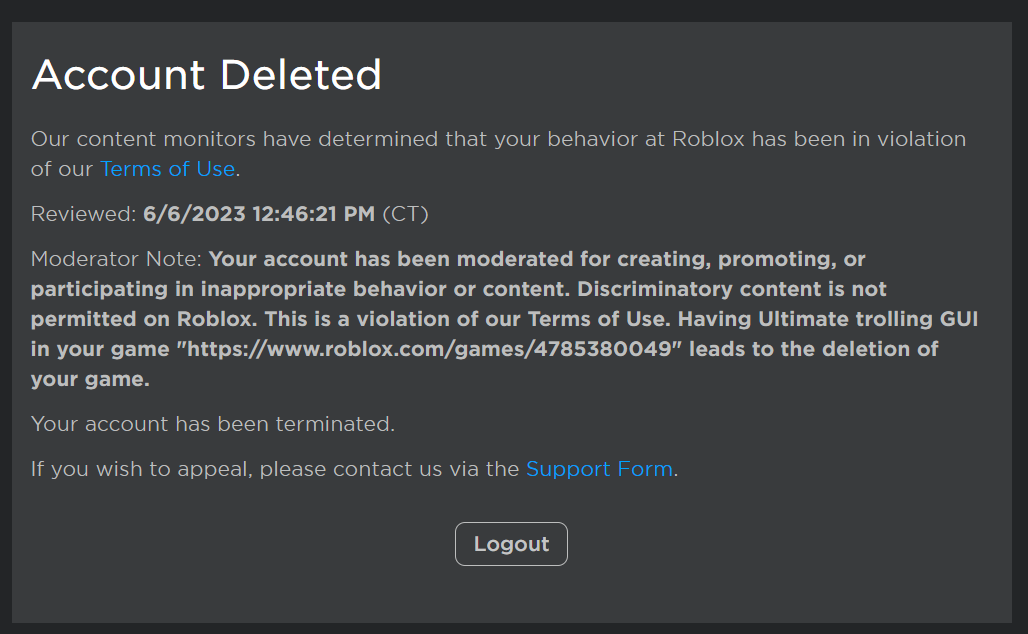 Account Deleted
Our content monitors have determined that your behavior at Roblox has been in violation
of our Terms of Use.
Reviewed: 6/6/2023 12:46:21 PM (CT)
Moderator Note: Your account has been moderated for creating, promoting, or
participating in inappropriate behavior or content. Discriminatory content is not
permitted on Roblox. This is a violation of our Terms of Use. Having Ultimate trolling GUI
in your game "https://www.roblox.com/games/4785380049" leads to the deletion of
your game.
Your account has been terminated.
If you wish to appeal, please contact us via the Support Form.
Logout